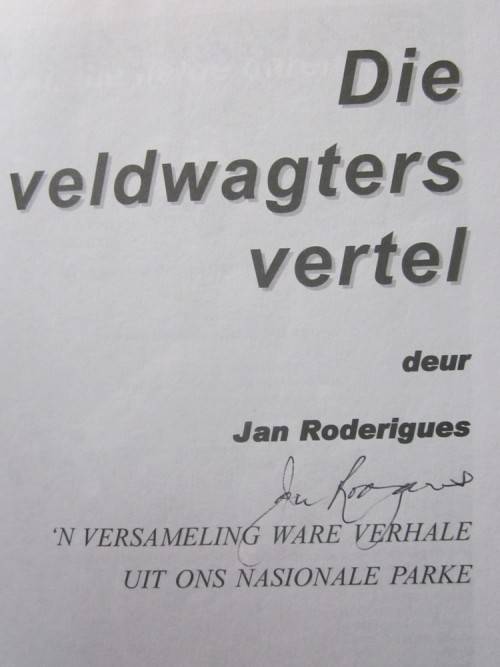 Die
veldwagters
vertel
deur
Jan Roderigues
'N VERSAMELING WARE VERHALE
UIT ONS NASIONALE PARKE